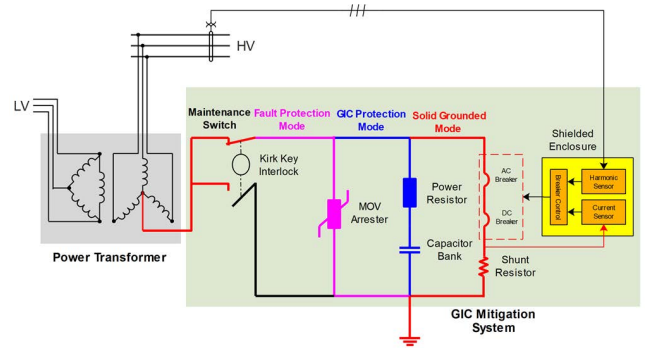 HV
LV
Maintenance
Switch
Fault Protection
Mode
GIC Protection
Mode
Solid Grounded
Mode
Shielded
Enclosure
Kirk Key
Interlock
AC
Breaker
DC
Breaker
Breaker Control
Harmonic
Sensor
Current
Sensor
MOV
Arrester
Power
Resistor
Capacitor
Bank
Shunt
Resistor
Power Transformer
GIC Mitigation
System